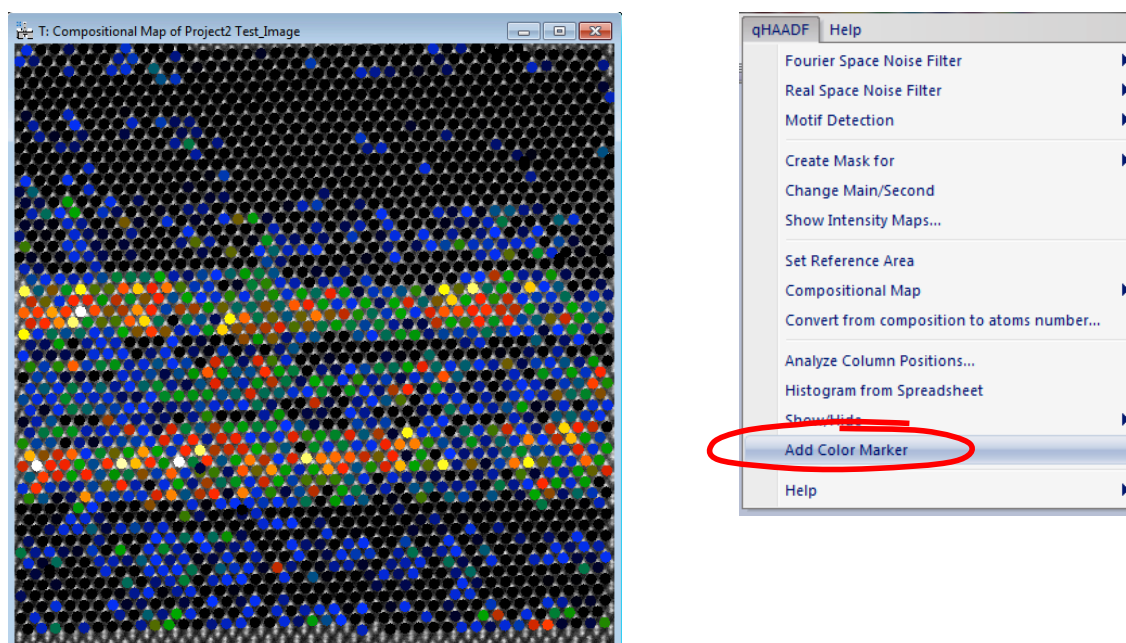 T: Compositional Map of Project2 Test_Image
qHAADF Help
Fourier Space Noise Filter
Real Space Noise Filter
Motif Detection
Create Mask for
Change Main/Second
Show Intensity Maps...
Set Reference Area
Compositional Map
Convert from composition to atoms number...
Analyze Column Positions...
Histogram from Spreadsheet
Show/Hide
Add Color Marker
Help